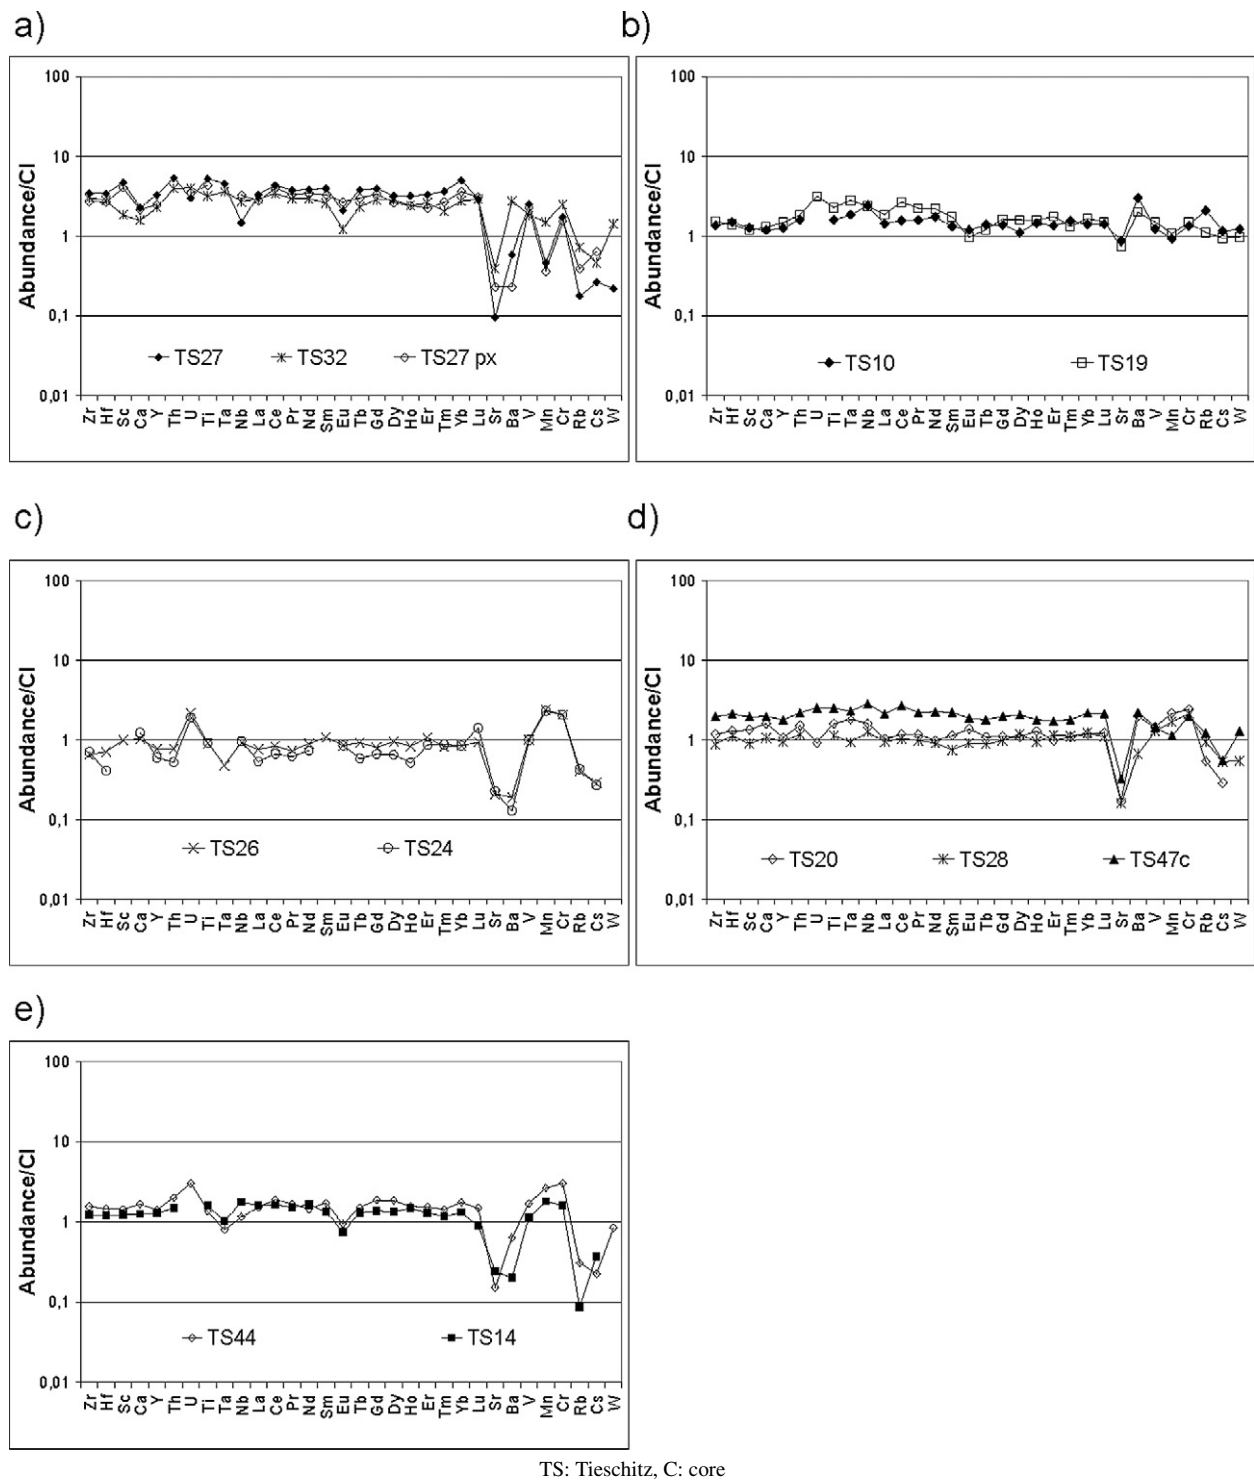 a)
100
10
1
0,1
0,01
Abundance/CI
TS27 TS32 TS27 px
Zr Hf Sc Ca Y Th U Ti Ta Nb La Ce Pr Nd Sm Eu Tb Gd Dy Ho Er Tm Yb Lu Sr Ba V Mn Cr Rb Cs W
b)
100
10
1
0,1
0,01
Abundance/CI
TS10 TS19
Zr Hf Sc Ca Y Th U Ti Ta Nb La Ce Pr Nd Sm Eu Tb Gd Dy Ho Er Tm Yb Lu Sr Ba V Mn Cr Rb Cs W
c)
100
10
1
0,1
0,01
Abundance/CI
TS26 TS24
Zr Hf Sc Ca Y Th U Ti Ta Nb La Ce Pr Nd Sm Eu Tb Gd Dy Ho Er Tm Yb Lu Sr Ba V Mn Cr Rb Cs W
d)
100
10
1
0,1
0,01
Abundance/CI
TS20 TS28 TS47c
Zr Hf Sc Ca Y Th U Ti Ta Nb La Ce Pr Nd Sm Eu Tb Gd Dy Ho Er Tm Yb Lu Sr Ba V Mn Cr Rb Cs W
e)
100
10
1
0,1
0,01
Abundance/CI
TS44 TS14
Zr Hf Sc Ca Y Th U Ti Ta Nb La Ce Pr Nd Sm Eu Tb Gd Dy Ho Er Tm Yb Lu Sr Ba V Mn Cr Rb Cs W
TS: Tieschitz, C: core